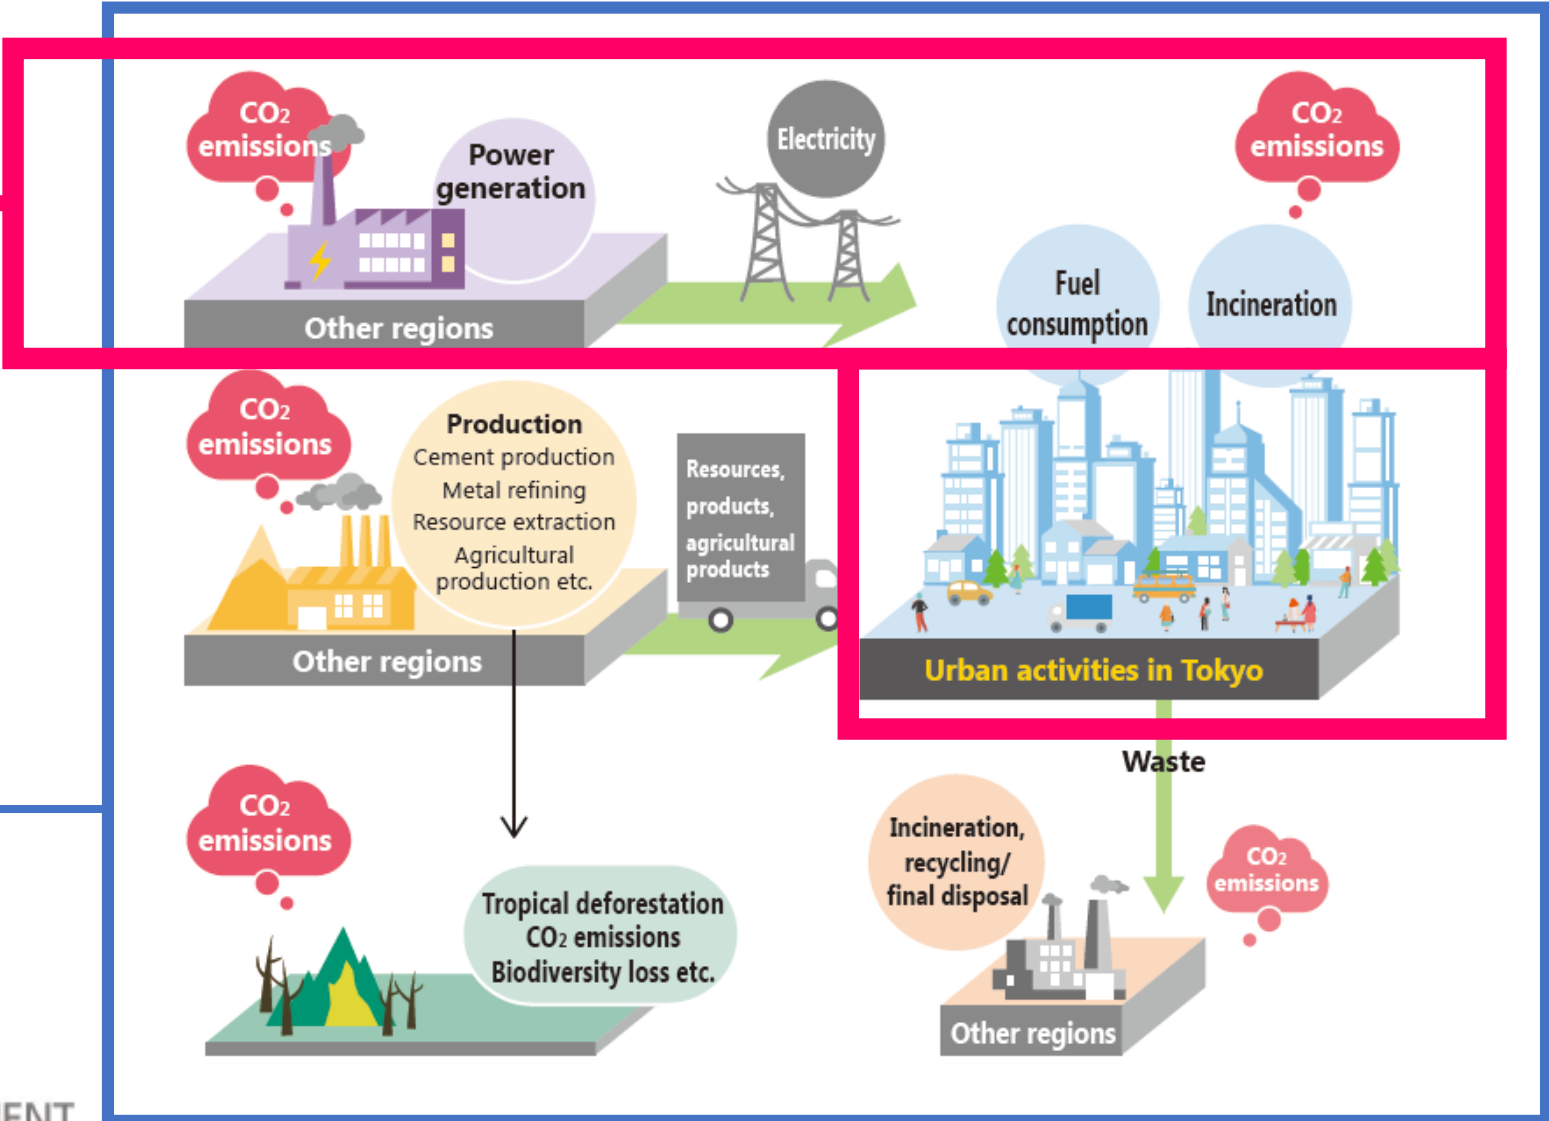 CO2
emissions
Power
generation
Electricity
CO2
emissions
Other regions
Fuel
consumption
Incineration
CO2
emissions
Production
Cement production
Metal refining
Resource extraction
Agricultural
production etc.
Resources,
products,
agricultural
products
Other regions
Urban activities in Tokyo
Waste
CO2
emissions
Tropical deforestation
CO2 emissions
Biodiversity loss etc.
Incineration,
recycling/
final disposal
CO2
emissions
Other regions